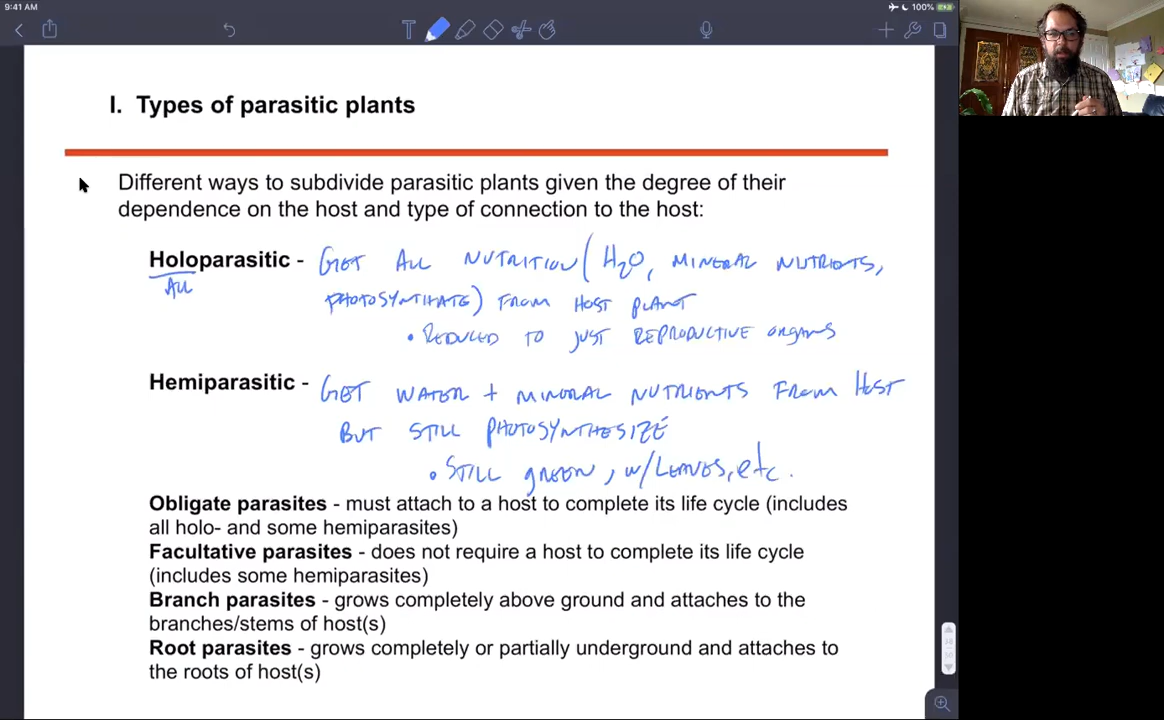 9:41 AM
100%
I. Types of parasitic plants
Different ways to subdivide parasitic plants given the degree of their
dependence on the host and type of connection to the host:
Holoparasitic - GET ALL NUTRITION (H₂O, MINERAL NUTRIENTS,
ALL
PHOTOSYNTHATE) FROM HOST PLANT
• REDUCED TO JUST REPRODUCTIVE organs
Hemiparasitic - GET WATER + MINERAL NUTRIENTS FROM HOST
BUT STILL PHOTOSYNTHESIZE
• STILL green, w/LEAVES, etc.
Obligate parasites - must attach to a host to complete its life cycle (includes
all holo- and some hemiparasites)
Facultative parasites - does not require a host to complete its life cycle
(includes some hemiparasites)
Branch parasites - grows completely above ground and attaches to the
branches/stems of host(s)
Root parasites - grows completely or partially underground and attaches to
the roots of host(s)